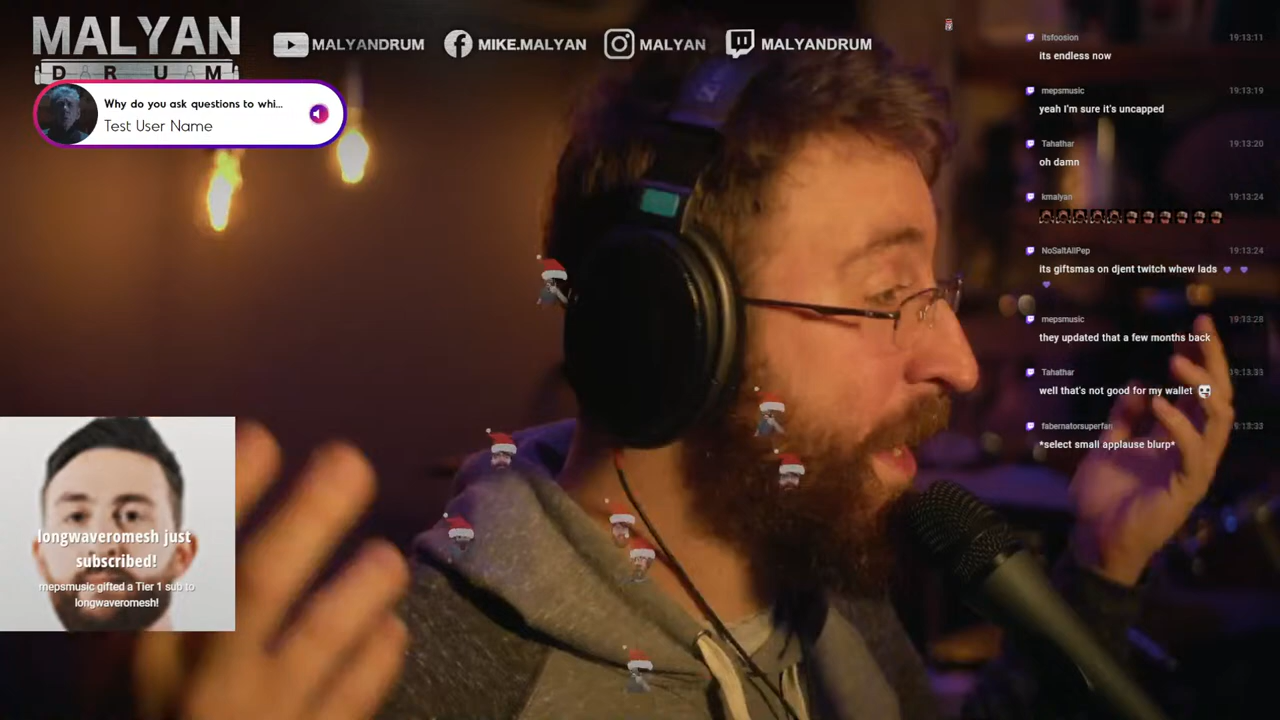 MALYAN
DRUM
MALYANDRUM
MIKE.MALYAN
MALYAN
MALYANDRUM
Why do you ask questions to whi...
Test User Name
itsfoosion 19:13:11
its endless now
mepsmusic 19:13:19
yeah I'm sure it's uncapped
Tahathar 19:13:20
oh damn
kmalyan 19:13:24
NoSaltAllPep 19:13:24
its giftsmas on djent twitch whew lads
mepsmusic 19:13:28
they updated that a few months back
Tahathar 19:13:33
well that's not good for my wallet
fabernatorsuperfan 19:13:33
*select small applause blurp*
longwaveromesh just
subscribed!
mepsmusic gifted a Tier 1 sub to
longwaveromesh!